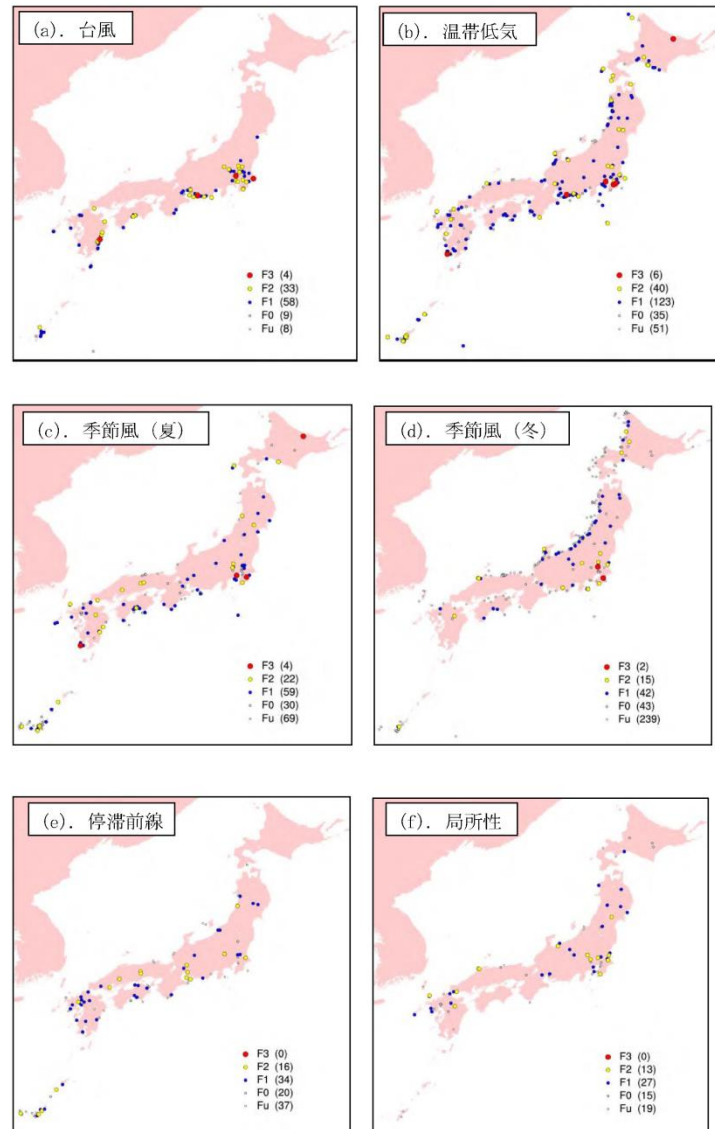 (a). 台風
F3 (4)
F2 (33)
F1 (58)
F0 (9)
Fu (8)
(b). 温帯低気
F3 (6)
F2 (40)
F1 (123)
F0 (35)
Fu (51)
(c). 季節風 (夏)
F3 (4)
F2 (22)
F1 (59)
F0 (30)
Fu (69)
(d). 季節風 (冬)
F3 (2)
F2 (15)
F1 (42)
F0 (43)
Fu (239)
(e). 停滞前線
F3 (0)
F2 (16)
F1 (34)
F0 (20)
Fu (37)
(f). 局所性
F3 (0)
F2 (13)
F1 (27)
F0 (15)
Fu (19)